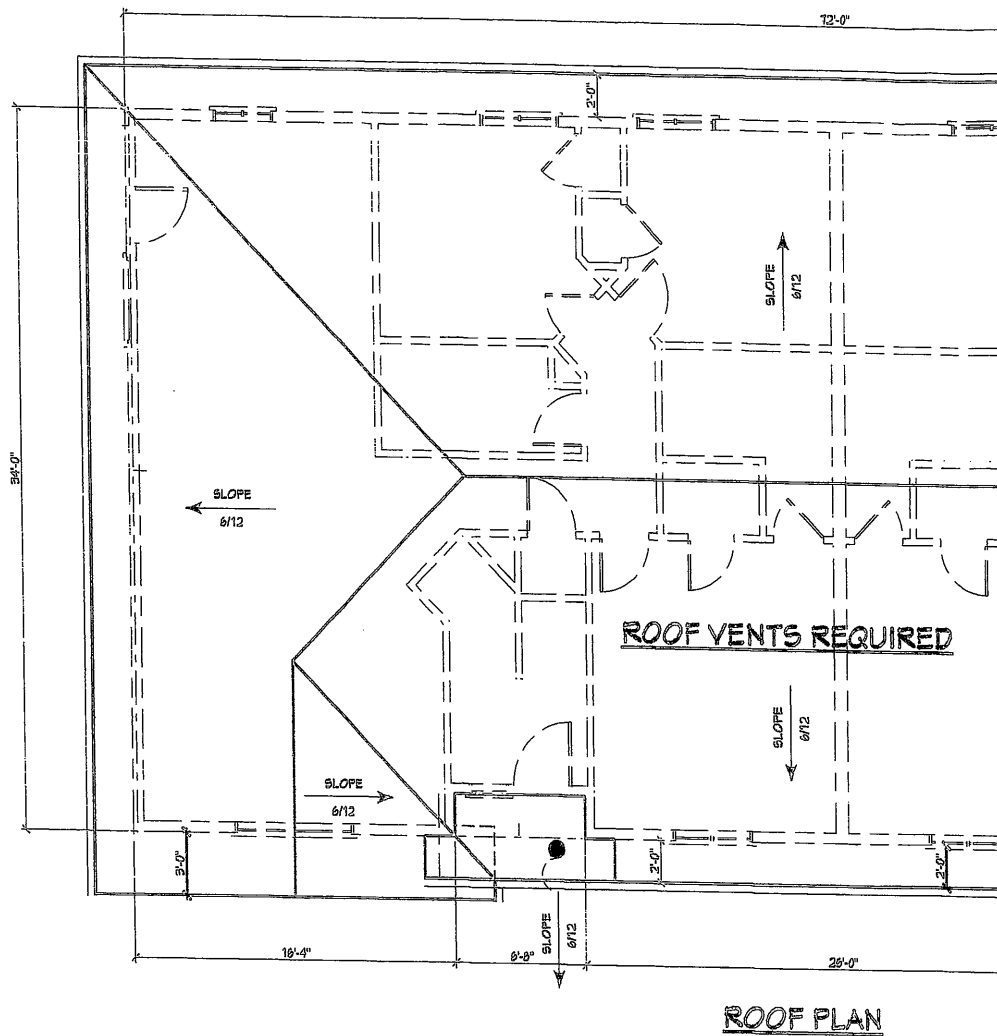 72'-0"
2'-0"
SLOPE
6/12
34'-0"
SLOPE
6/12
ROOF VENTS REQUIRED
SLOPE
6/12
SLOPE
6/12
3'-0"
2'-0"
2'-0"
SLOPE
6/12
16'-4"
6'-8"
26'-0"
ROOF PLAN